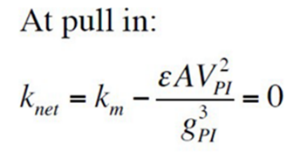 At pull in:
k_net = k_m − εAV_PI^2 / g_PI^3 = 0